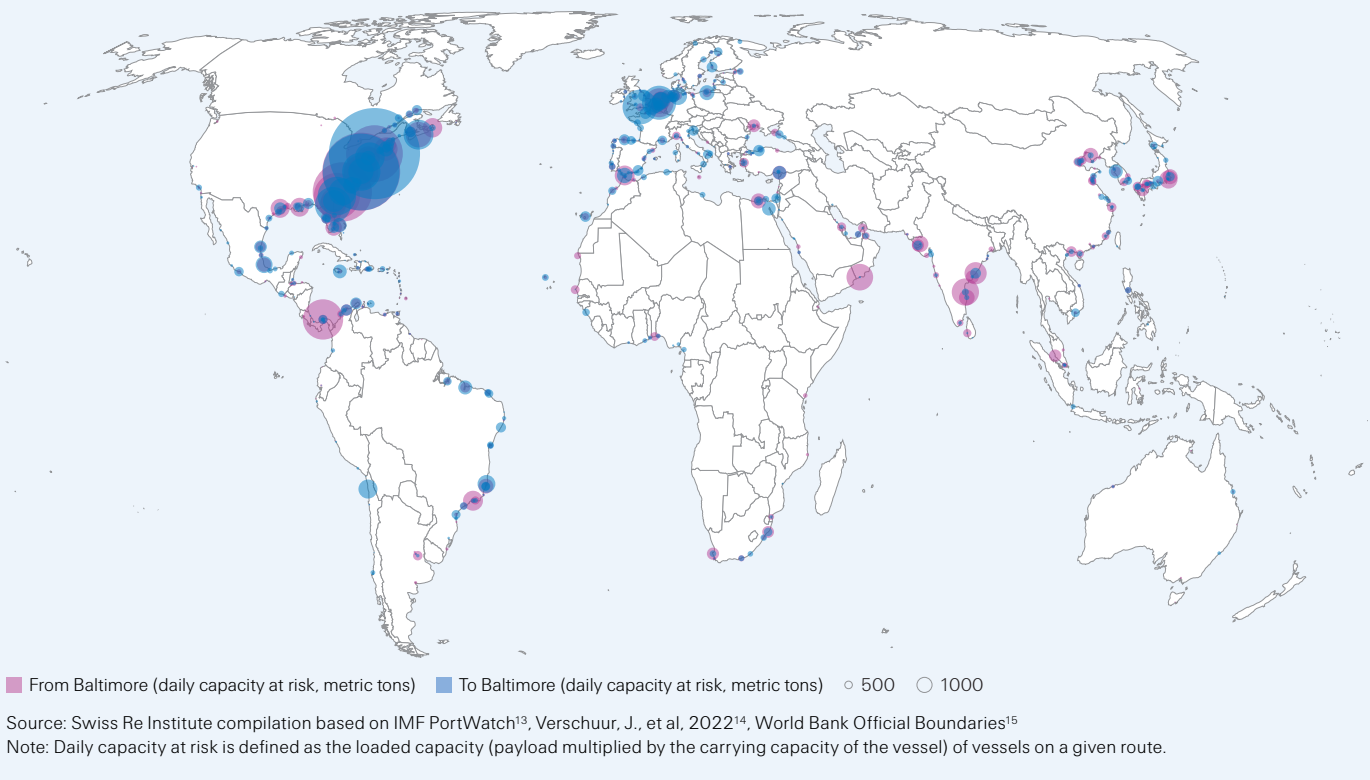 From Baltimore (daily capacity at risk, metric tons) To Baltimore (daily capacity at risk, metric tons) 500 1000
Source: Swiss Re Institute compilation based on IMF PortWatch¹³, Verschuur, J., et al, 2022¹⁴, World Bank Official Boundaries¹⁵
Note: Daily capacity at risk is defined as the loaded capacity (payload multiplied by the carrying capacity of the vessel) of vessels on a given route.